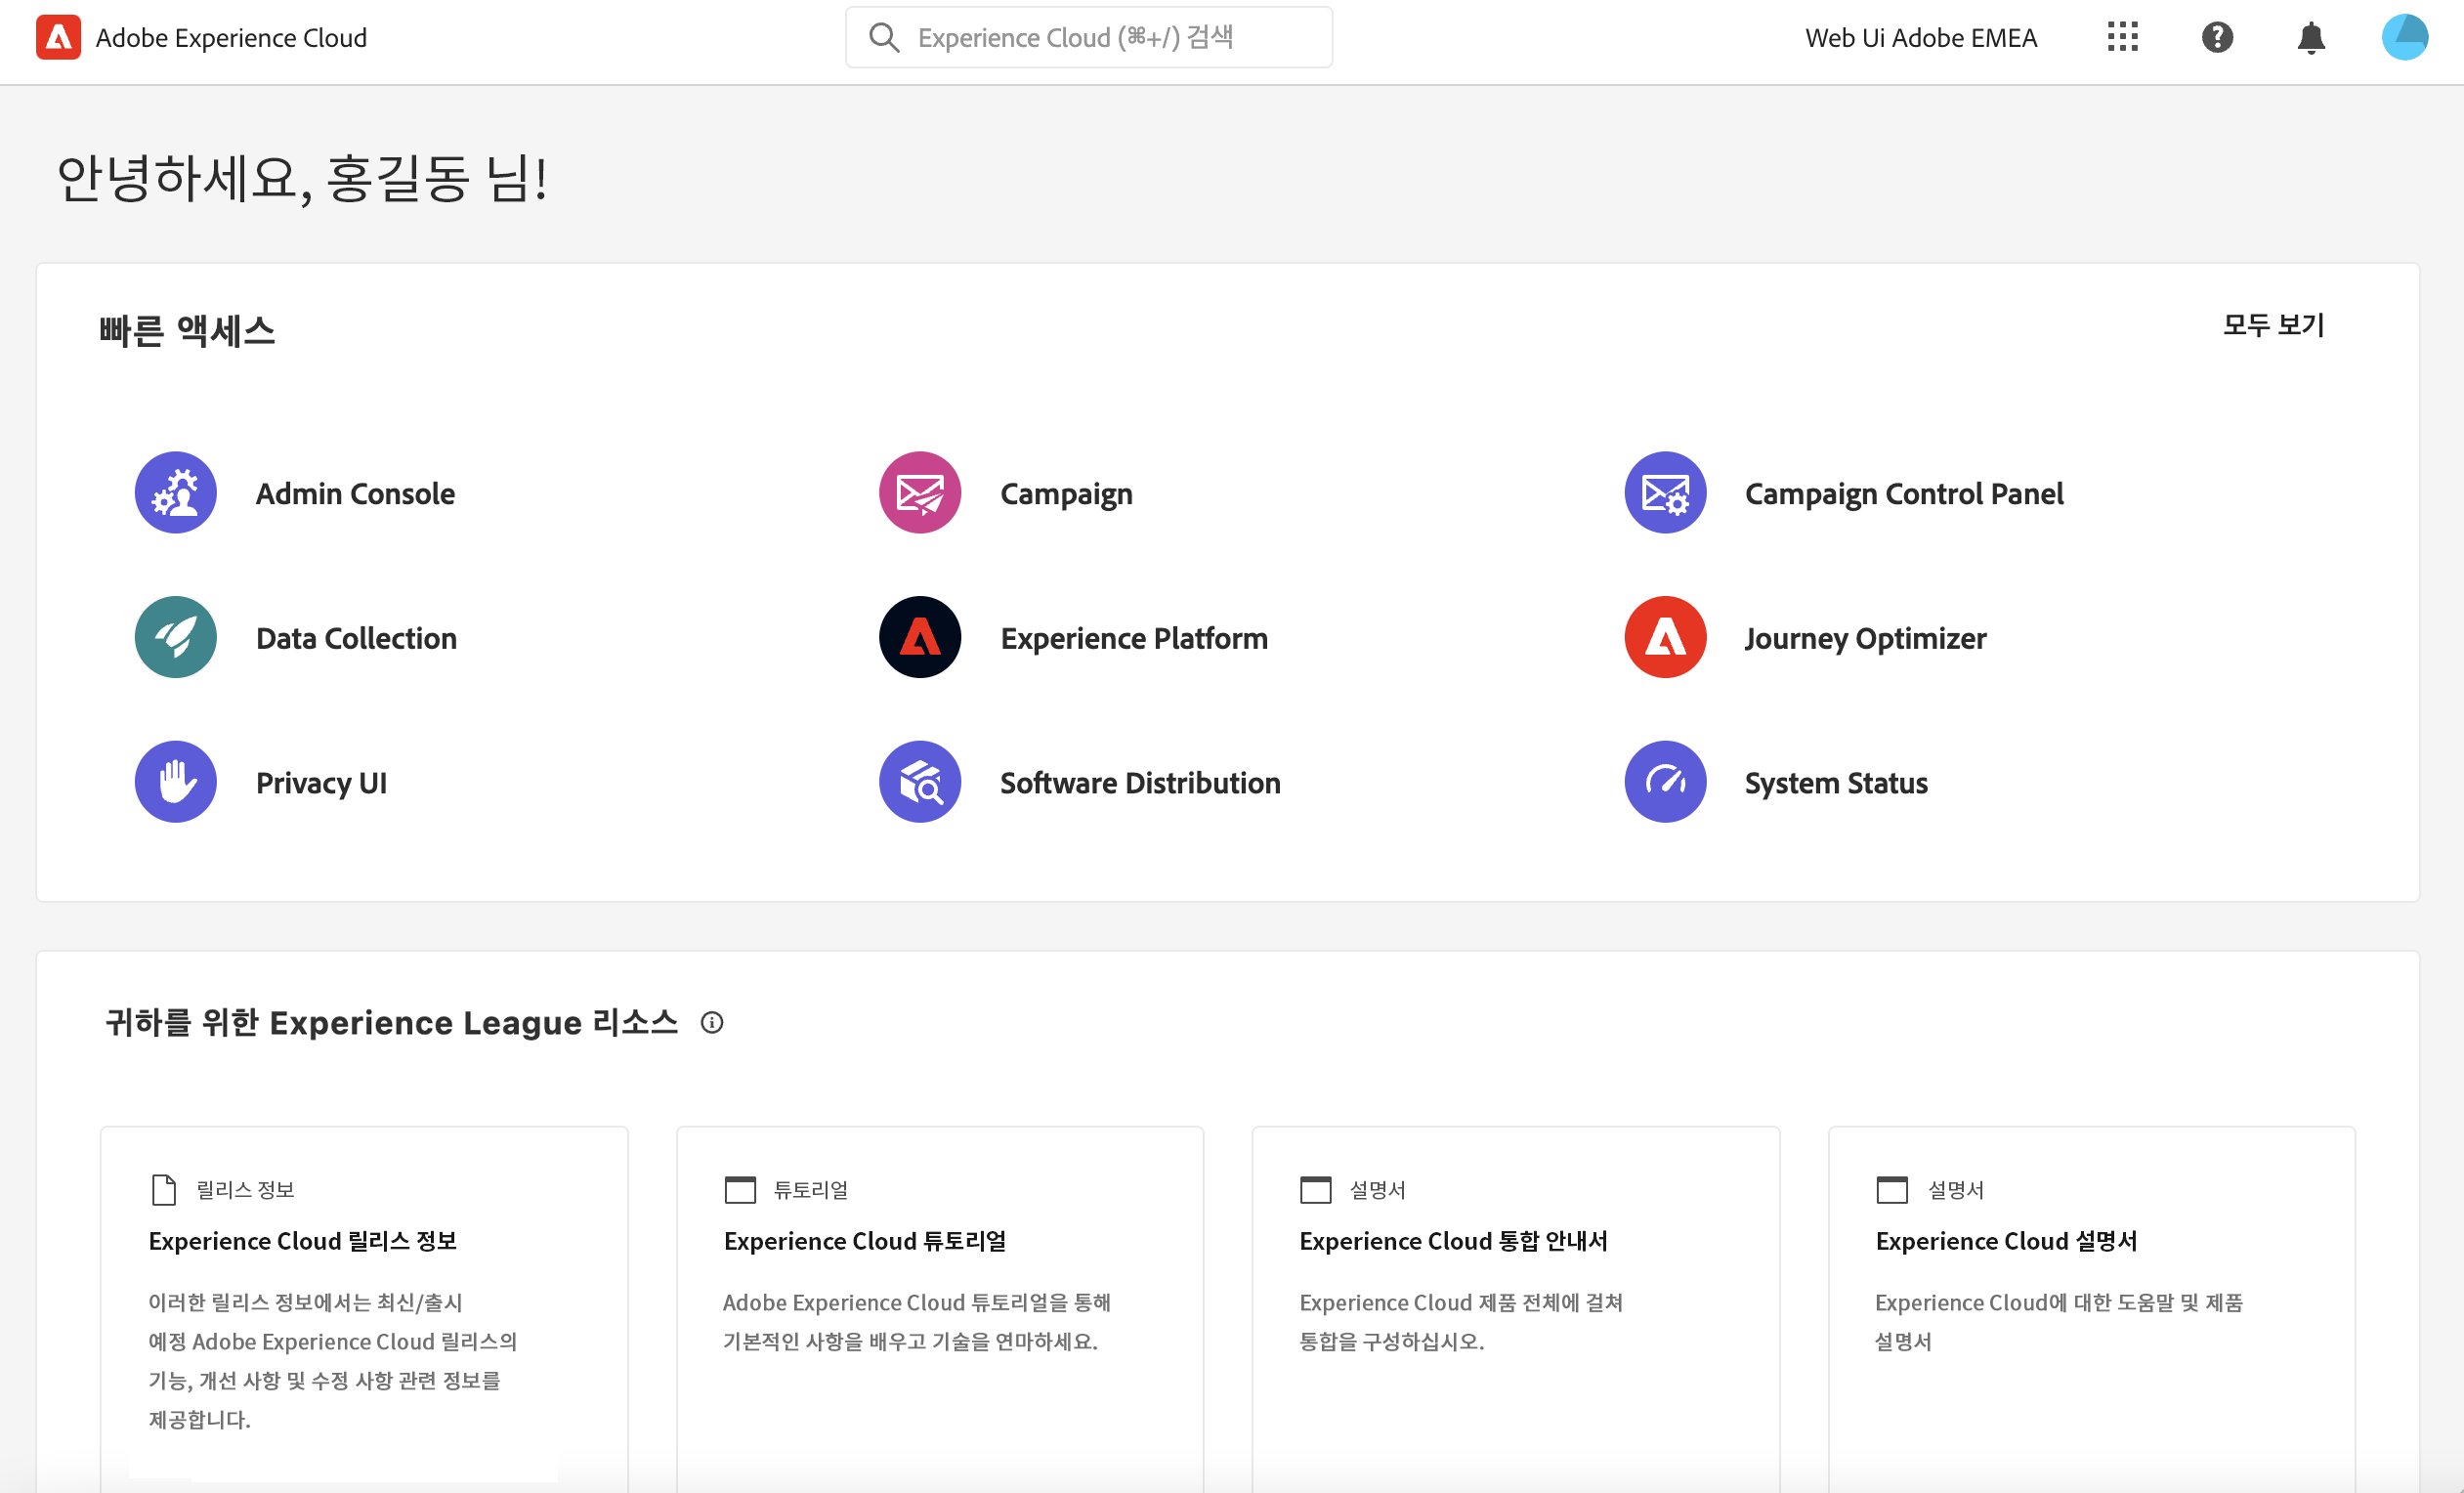 Adobe Experience Cloud
Experience Cloud (⌘+/) 검색
Web Ui Adobe EMEA
안녕하세요, 홍길동 님!
빠른 액세스
모두 보기
Admin Console
Campaign
Campaign Control Panel
Data Collection
Experience Platform
Journey Optimizer
Privacy UI
Software Distribution
System Status
귀하를 위한 Experience League 리소스
릴리스 정보
Experience Cloud 릴리스 정보
이러한 릴리스 정보에서는 최신/출시
예정 Adobe Experience Cloud 릴리스의
기능, 개선 사항 및 수정 사항 관련 정보를
제공합니다.
튜토리얼
Experience Cloud 튜토리얼
Adobe Experience Cloud 튜토리얼을 통해
기본적인 사항을 배우고 기술을 연마하세요.
설명서
Experience Cloud 통합 안내서
Experience Cloud 제품 전체에 걸쳐
통합을 구성하십시오.
설명서
Experience Cloud 설명서
Experience Cloud에 대한 도움말 및 제품
설명서